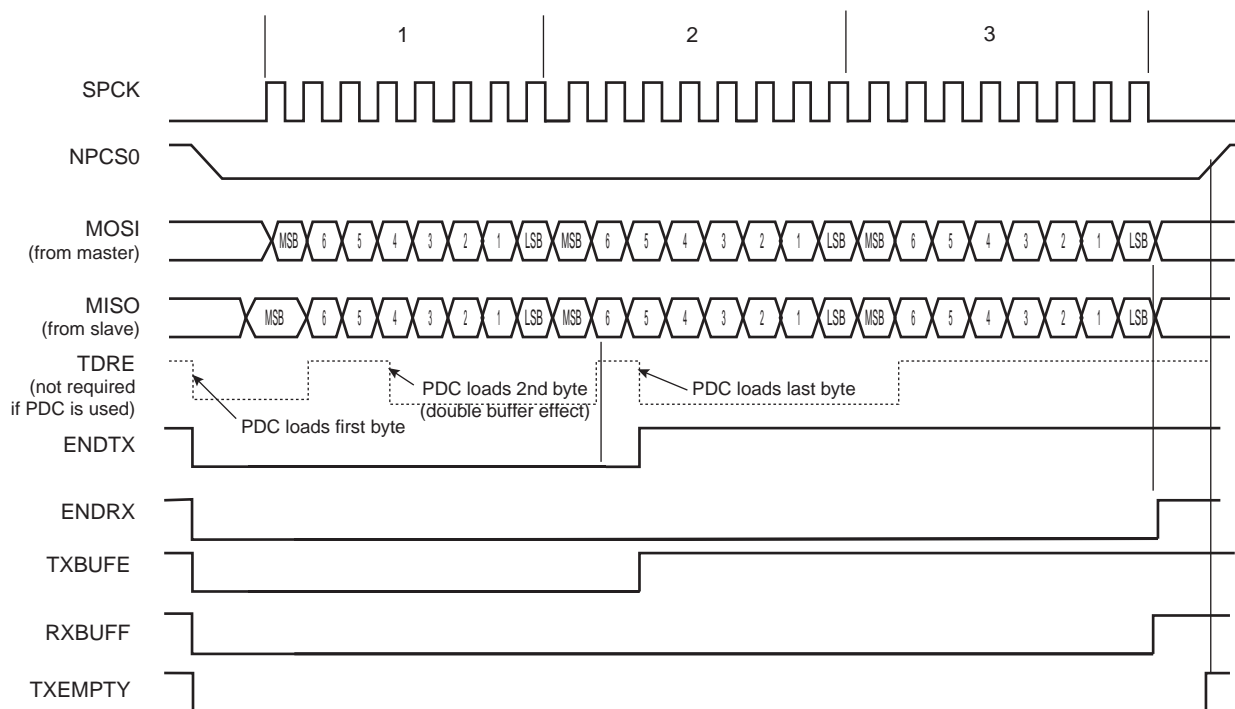 1 2 3
SPCK
NPCS0
MOSI
(from master)
MSB 6 5 4 3 2 1 LSB MSB 6 5 4 3 2 1 LSB MSB 6 5 4 3 2 1 LSB
MISO
(from slave)
MSB 6 5 4 3 2 1 LSB MSB 6 5 4 3 2 1 LSB MSB 6 5 4 3 2 1 LSB
TDRE
(not required
if PDC is used)
PDC loads first byte
PDC loads 2nd byte
(double buffer effect)
PDC loads last byte
ENDTX
ENDRX
TXBUFE
RXBUFF
TXEMPTY